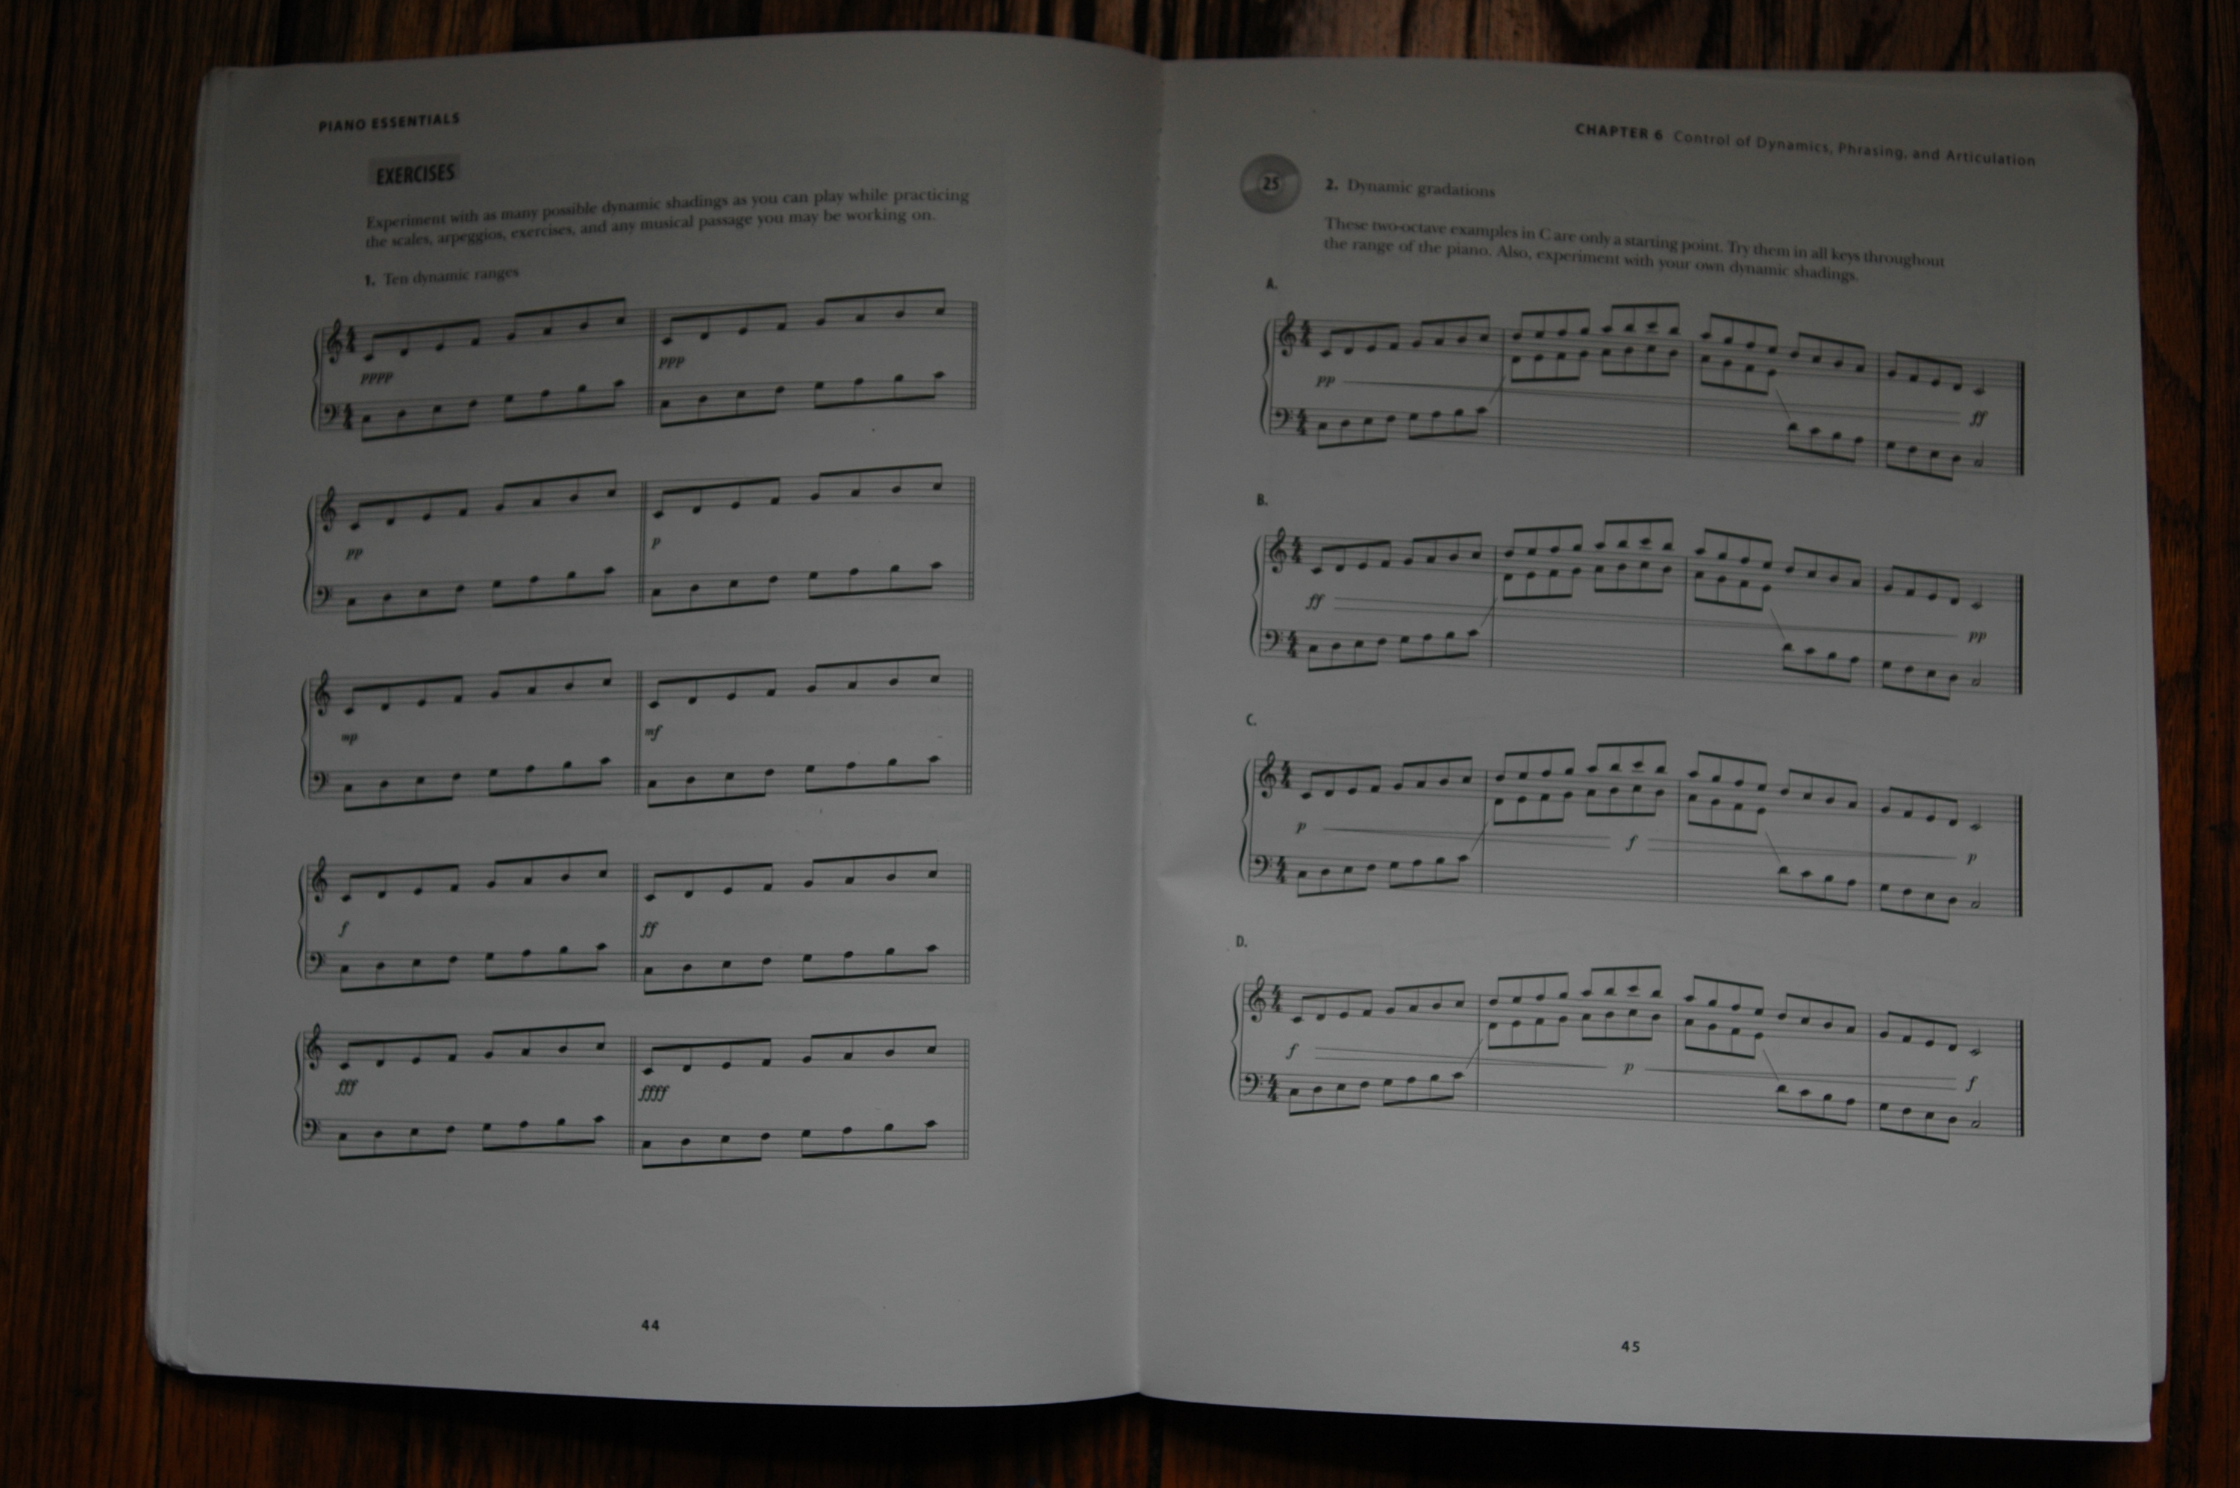 PIANO ESSENTIALS
EXERCISES
Experiment with as many possible dynamic shadings as you can play while practicing
the scales, arpeggios, exercises, and any musical passage you may be working on.
1. Ten dynamic ranges
pppp ppp
pp p
mp mf
f ff
fff ffff
44
CHAPTER 6 Control of Dynamics, Phrasing, and Articulation
25 2. Dynamic gradations
These two-octave examples in C are only a starting point. Try them in all keys throughout
the range of the piano. Also, experiment with your own dynamic shadings.
A.
pp ff
B.
ff pp
C.
p f p
D.
f p f
45